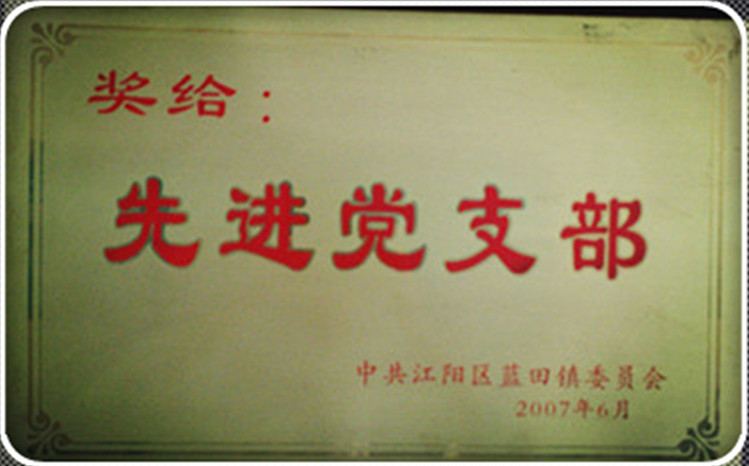 奖给：
先进党支部
中共江阳区蓝田镇委员会
2007年6月